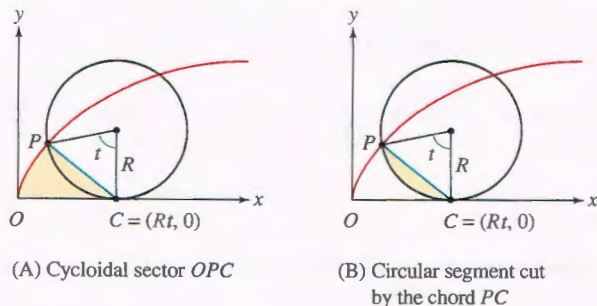 y
P
t
R
O
C = (Rt, 0)
x
(A) Cycloidal sector OPC
y
P
t
R
O
C = (Rt, 0)
x
(B) Circular segment cut
by the chord PC